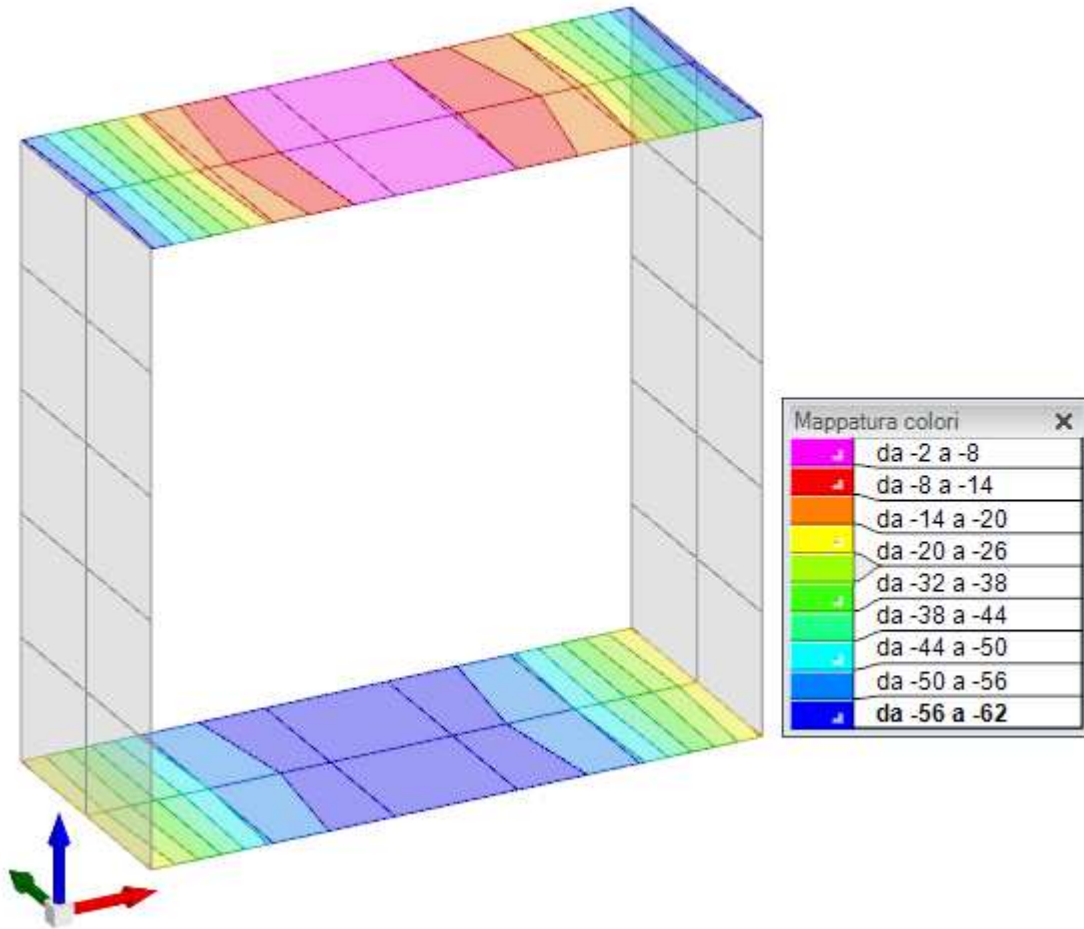 Mappatura colori
da -2 a -8
da -8 a -14
da -14 a -20
da -20 a -26
da -32 a -38
da -38 a -44
da -44 a -50
da -50 a -56
da -56 a -62